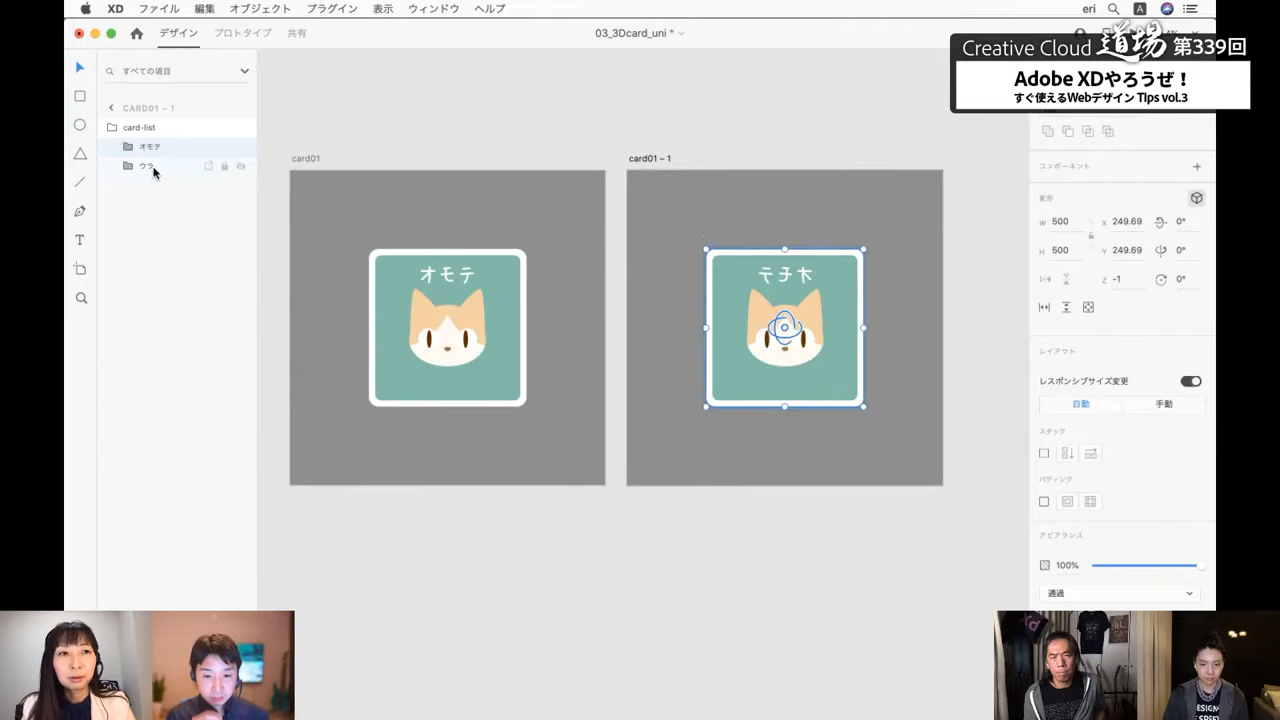 XD ファイル 編集 オブジェクト プラグイン 表示 ウィンドウ ヘルプ
eri A
デザイン プロトタイプ 共有
03_3Dcard_uni *
Creative Cloud 道場 第339回
Adobe XDやろうぜ！
すぐ使えるWebデザイン Tips vol.3
すべての項目
CARD01 – 1
card-list
オモテ
ウラ
card01
card01 – 1
オモテ
オモテ
コンポーネント
変形
W 500 X 249.69 0°
H 500 Y 249.69 0°
Z -1 0°
レイアウト
レスポンシブサイズ変更
自動 手動
スタック
パディング
アピアランス
100%
通過